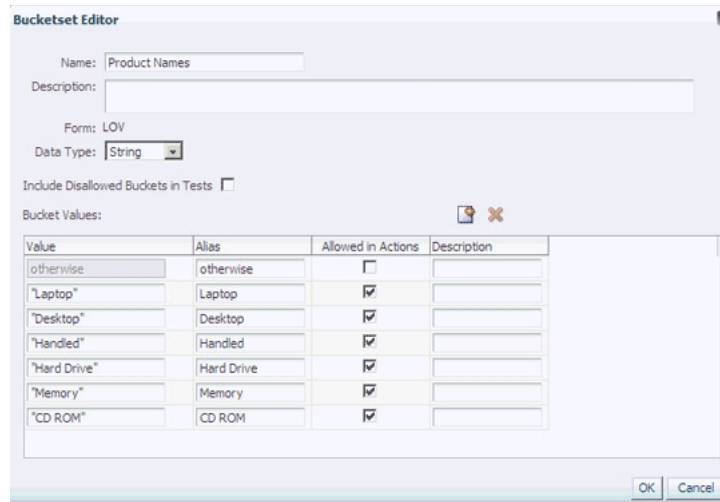 Bucketset Editor
Name: Product Names
Description:
Form: LOV
Data Type: String
Include Disallowed Buckets in Tests
Bucket Values:
Value Alias Allowed in Actions Description
otherwise otherwise
"Laptop" Laptop
"Desktop" Desktop
"Handled" Handled
"Hard Drive" Hard Drive
"Memory" Memory
"CD ROM" CD ROM
OK Cancel